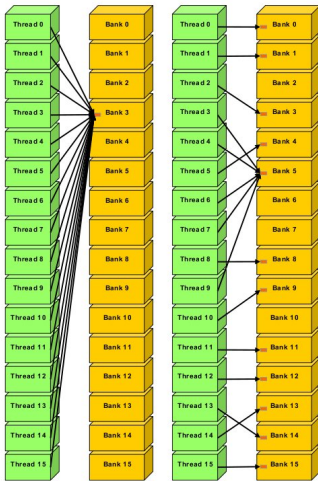 Thread 0 Bank 0 Thread 0 Bank 0
Thread 1 Bank 1 Thread 1 Bank 1
Thread 2 Bank 2 Thread 2 Bank 2
Thread 3 Bank 3 Thread 3 Bank 3
Thread 4 Bank 4 Thread 4 Bank 4
Thread 5 Bank 5 Thread 5 Bank 5
Thread 6 Bank 6 Thread 6 Bank 6
Thread 7 Bank 7 Thread 7 Bank 7
Thread 8 Bank 8 Thread 8 Bank 8
Thread 9 Bank 9 Thread 9 Bank 9
Thread 10 Bank 10 Thread 10 Bank 10
Thread 11 Bank 11 Thread 11 Bank 11
Thread 12 Bank 12 Thread 12 Bank 12
Thread 13 Bank 13 Thread 13 Bank 13
Thread 14 Bank 14 Thread 14 Bank 14
Thread 15 Bank 15 Thread 15 Bank 15